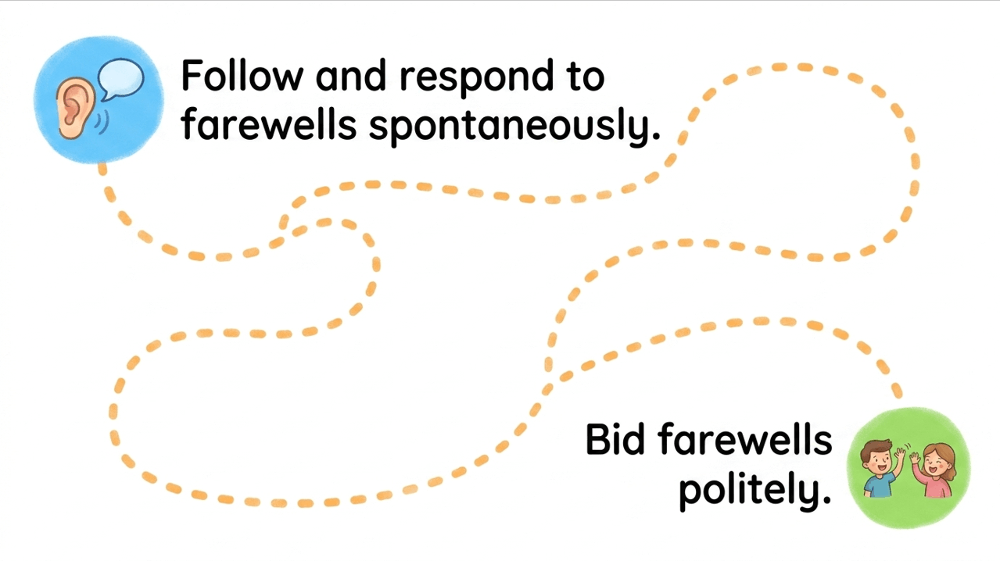 Follow and respond to
farewells spontaneously.
Bid farewells
politely.